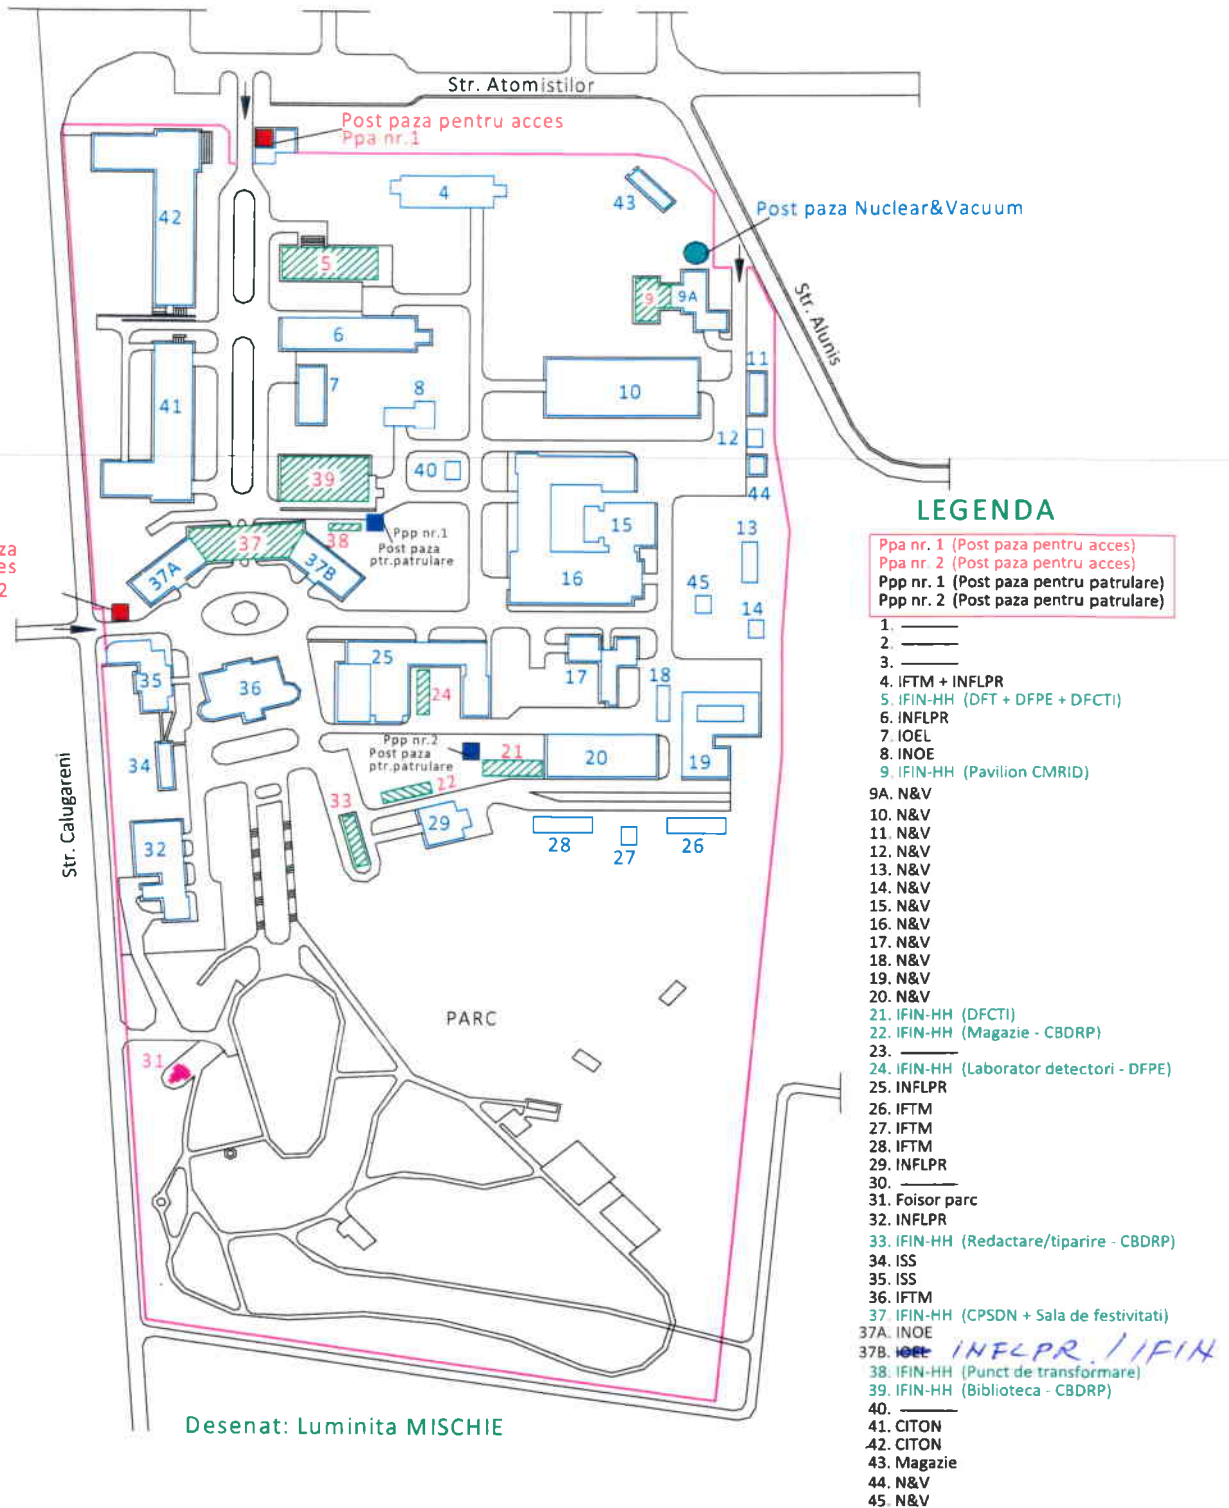 Str. Atomistilor
Post paza pentru acces
Ppa nr.1
4
43
42
Post paza Nuclear&Vacuum
5
9
9A
Str. Alunis
6
11
7
8
10
41
12
40
39
44
15
13
37
38
Ppp nr.1
Post paza
ptr.patrulare
za
es
2
37A
37B
16
45
14
25
17
18
35
36
24
Ppp nr.2
Post paza
ptr.patrulare
21
20
19
34
22
Str. Calugareni
33
29
28
27
26
32
PARC
31
Desenat: Luminita MISCHIE
LEGENDA
Ppa nr. 1 (Post paza pentru acces)
Ppa nr. 2 (Post paza pentru acces)
Ppp nr. 1 (Post paza pentru patrulare)
Ppp nr. 2 (Post paza pentru patrulare)
1.
2.
3.
4. IFTM + INFLPR
5. IFIN-HH (DFT + DFPE + DFCTI)
6. INFLPR
7. IOEL
8. INOE
9. IFIN-HH (Pavilion CMRID)
9A. N&V
10. N&V
11. N&V
12. N&V
13. N&V
14. N&V
15. N&V
16. N&V
17. N&V
18. N&V
19. N&V
20. N&V
21. IFIN-HH (DFCTI)
22. IFIN-HH (Magazie - CBDRP)
23.
24. IFIN-HH (Laborator detectori - DFPE)
25. INFLPR
26. IFTM
27. IFTM
28. IFTM
29. INFLPR
30.
31. Foisor parc
32. INFLPR
33. IFIN-HH (Redactare/tiparire - CBDRP)
34. ISS
35. ISS
36. IFTM
37. IFIN-HH (CPSDN + Sala de festivitati)
37A. INOE
37B. IOEL INFLPR / IFIN
38. IFIN-HH (Punct de transformare)
39. IFIN-HH (Biblioteca - CBDRP)
40.
41. CITON
42. CITON
43. Magazie
44. N&V
45. N&V